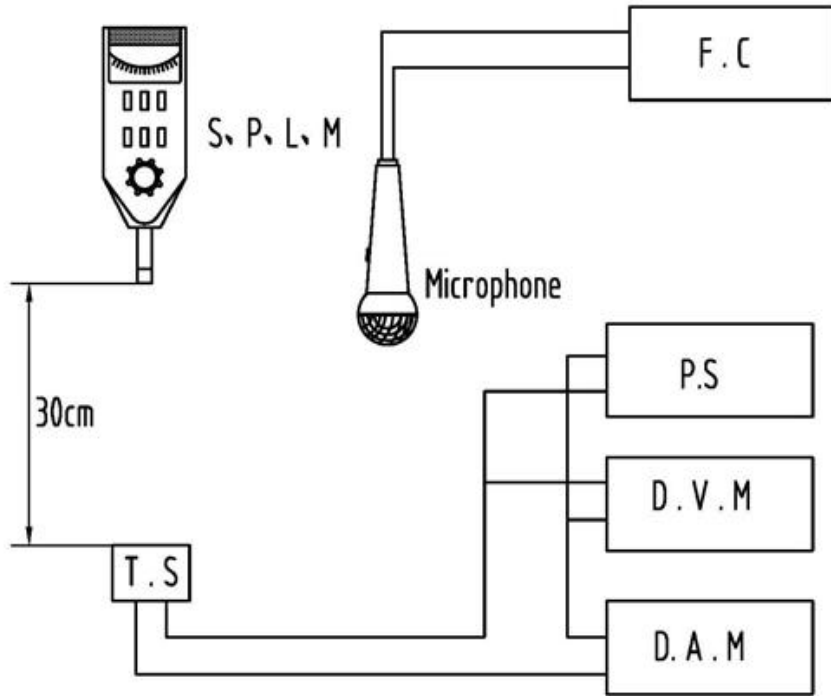 F.C
S、P、L、M
Microphone
P.S
30cm
D.V.M
T.S
D.A.M